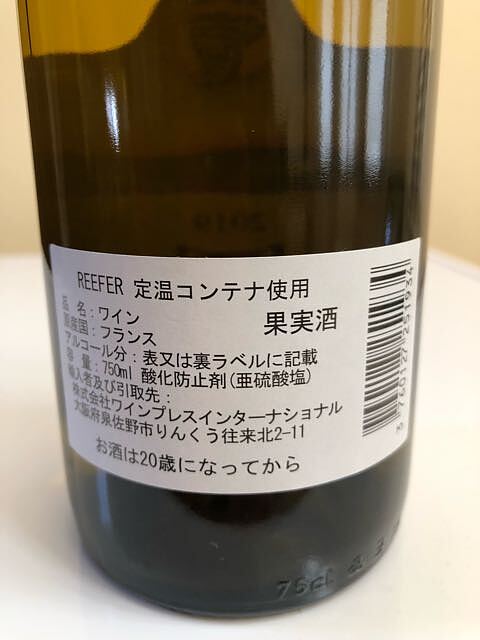 2019
REEFER 定温コンテナ使用
品 名：ワイン
原産国：フランス
果実酒
アルコール分：表又は裏ラベルに記載
容 量：750ml 酸化防止剤(亜硫酸塩)
輸入者及び引取先：
株式会社ワインプレスインターナショナル
大阪府泉佐野市りんくう往来北2-11
お酒は20歳になってから
75cl